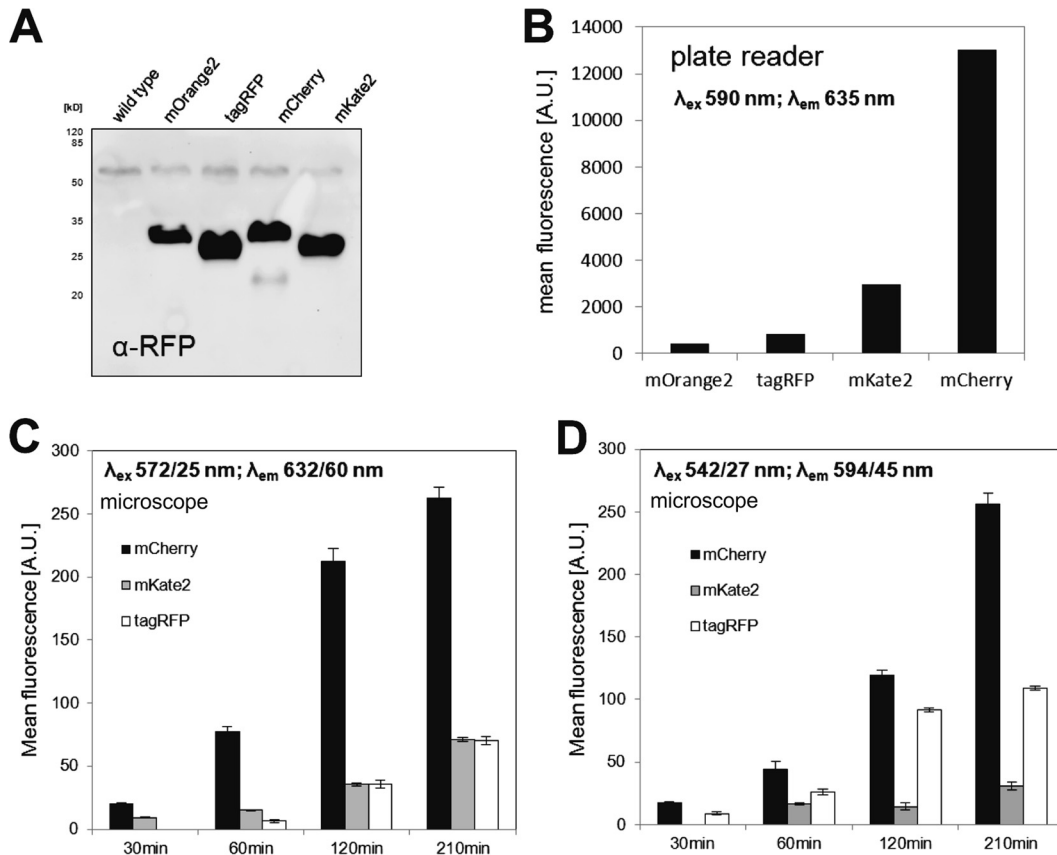 A
wild type
mOrange2
tagRFP
mCherry
mKate2
[kD]
120
85
50
35
25
20
α-RFP
B
plate reader
λex 590 nm; λem 635 nm
mean fluorescence [A.U.]
14000
12000
10000
8000
6000
4000
2000
0
mOrange2 tagRFP mKate2 mCherry
C
λex 572/25 nm; λem 632/60 nm
microscope
mCherry
mKate2
tagRFP
Mean fluorescence [A.U.]
300
250
200
150
100
50
0
30min 60min 120min 210min
D
λex 542/27 nm; λem 594/45 nm
microscope
mCherry
mKate2
tagRFP
Mean fluorescence [A.U.]
300
250
200
150
100
50
0
30min 60min 120min 210min